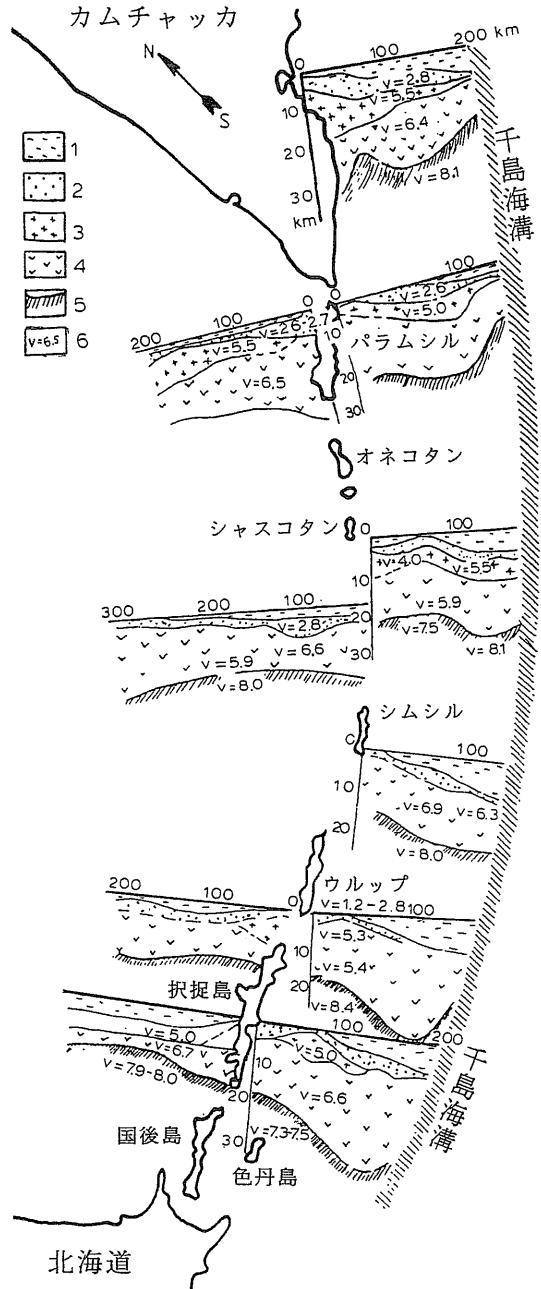 カムチャッカ
N
S
0 100 200 km
10
20
30
km
v=2.8
v=5.5
v=6.4
v=8.1
千島海溝
1
2
3
4
5
v=6.5 6
200 100 0 0 100
v=2.6-2.7
v=5.5
v=6.5
10
20
30
v=2.6
v=5.0
パラムシル
オネコタン
シャスコタン
0 100
10
20
30
v=4.0
v=5.5
v=5.9
v=7.5
v=8.1
300 200 100
v=2.8
v=6.6
v=5.9
v=8.0
シムシル
0 100
10
20
v=6.9 v=6.3
v=8.0
ウルップ
200 100 0 v=1.2-2.8 100
10
20
v=5.3
v=5.4
v=8.4
択捉島
100 200
10
20
30
v=5.0
v=6.7
v=7.9-8.0
v=5.0
v=6.6
v=7.3-7.5
千島海溝
国後島
色丹島
北海道